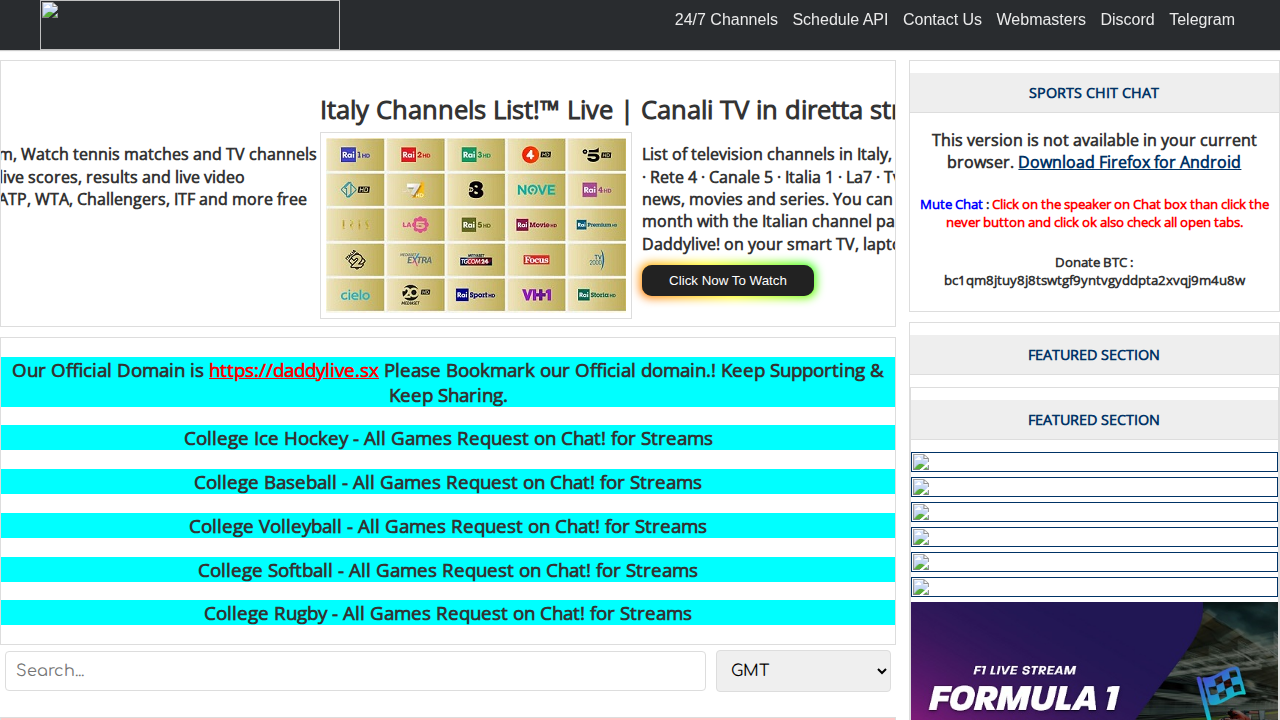 24/7 Channels Schedule API Contact Us Webmasters Discord Telegram
Italy Channels List!™ Live | Canali TV in diretta
m, Watch tennis matches and TV channels
live scores, results and live video
ATP, WTA, Challengers, ITF and more free
Rai 1 HD Rai 2 HD Rai 3 HD 4 HD 5 HD
HD 7 8 NOVE Rai 4 HD
LA 5 Rai 5 HD Rai Movie HD Rai Premium HD
2 EXTRA TGCOM24 Focus TV2000
cielo 20 HD MEDIASET Rai Sport HD VH1 Rai Storia HD
List of television channels in Italy,
· Rete 4 · Canale 5 · Italia 1 · La7 ·
news, movies and series. You can
month with the Italian channel
Daddylive! on your smart TV,
Click Now To Watch
Our Official Domain is https://daddylive.sx Please Bookmark our Official domain.! Keep Supporting &
Keep Sharing.
College Ice Hockey - All Games Request on Chat! for Streams
College Baseball - All Games Request on Chat! for Streams
College Volleyball - All Games Request on Chat! for Streams
College Softball - All Games Request on Chat! for Streams
College Rugby - All Games Request on Chat! for Streams
Search...
GMT
SPORTS CHIT CHAT
This version is not available in your current
browser. Download Firefox for Android
Mute Chat : Click on the speaker on Chat box than click the
never button and click ok also check all open tabs.
Donate BTC :
bc1qm8jtuy8j8tswtgf9yntvgyddpta2xvqj9m4u8w
FEATURED SECTION
FEATURED SECTION
F1 LIVE STREAM
FORMULA 1